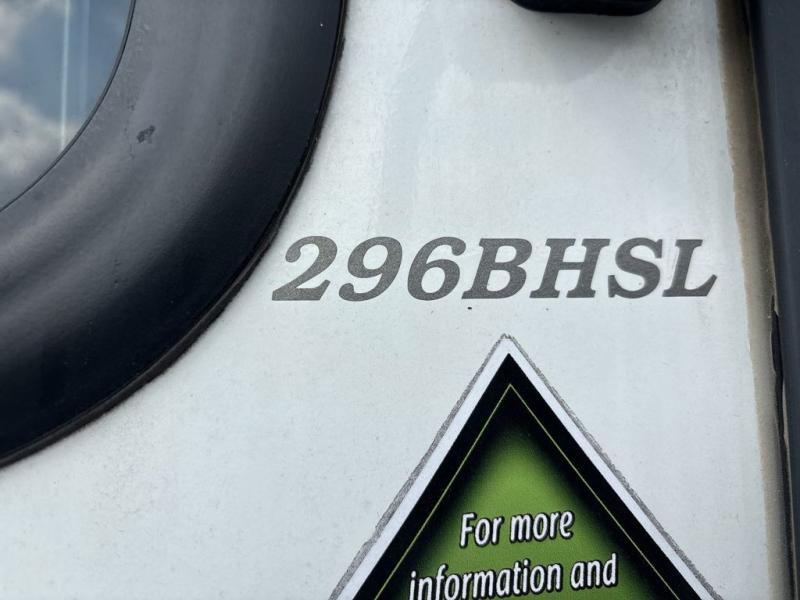 296BHSL
For more
information and